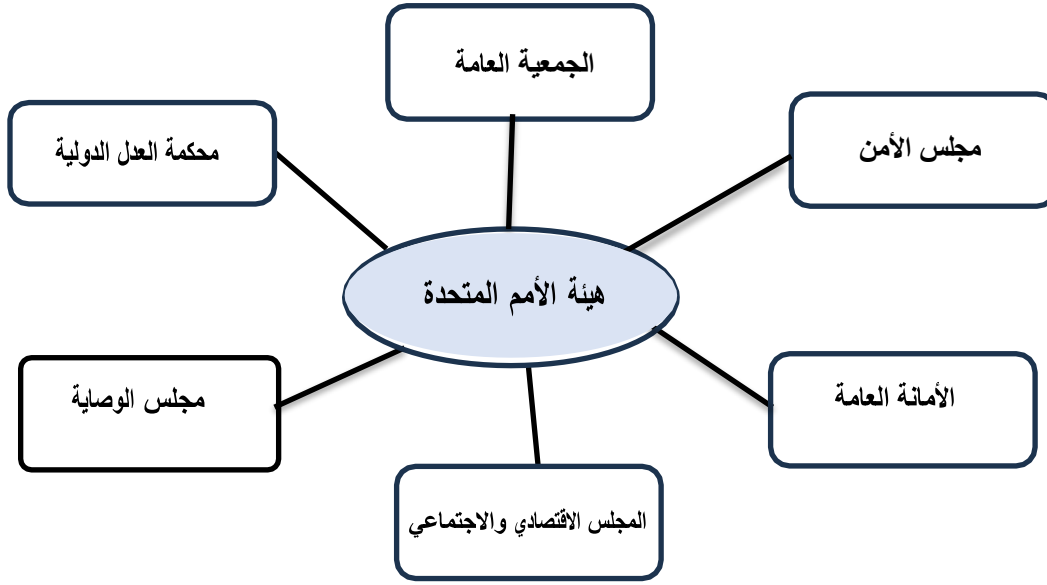 الجمعية العامة
مجلس الأمن
محكمة العدل الدولية
هيئة الأمم المتحدة
الأمانة العامة
مجلس الوصاية
المجلس الاقتصادي والاجتماعي